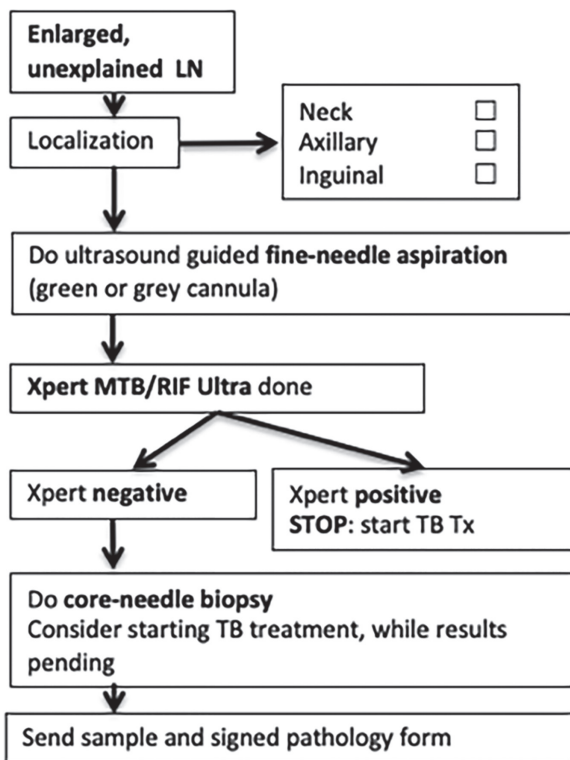 Enlarged,
unexplained LN
Localization
Neck
Axillary
Inguinal
Do ultrasound guided fine-needle aspiration
(green or grey cannula)
Xpert MTB/RIF Ultra done
Xpert negative
Xpert positive
STOP: start TB Tx
Do core-needle biopsy
Consider starting TB treatment, while results
pending
Send sample and signed pathology form